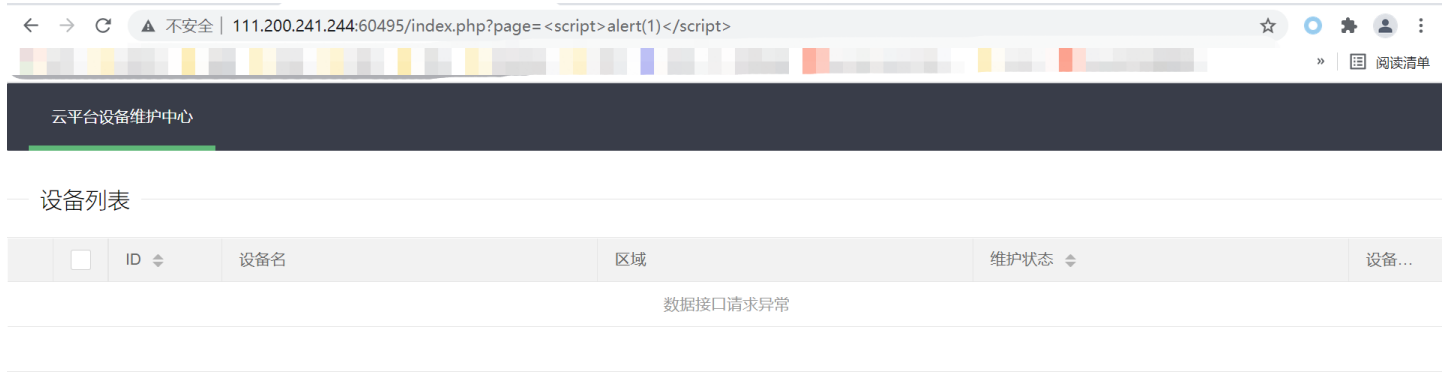 不安全 | 111.200.241.244:60495/index.php?page=<script>alert(1)</script>
» 阅读清单
云平台设备维护中心
设备列表
ID 设备名 区域 维护状态 设备...
数据接口请求异常